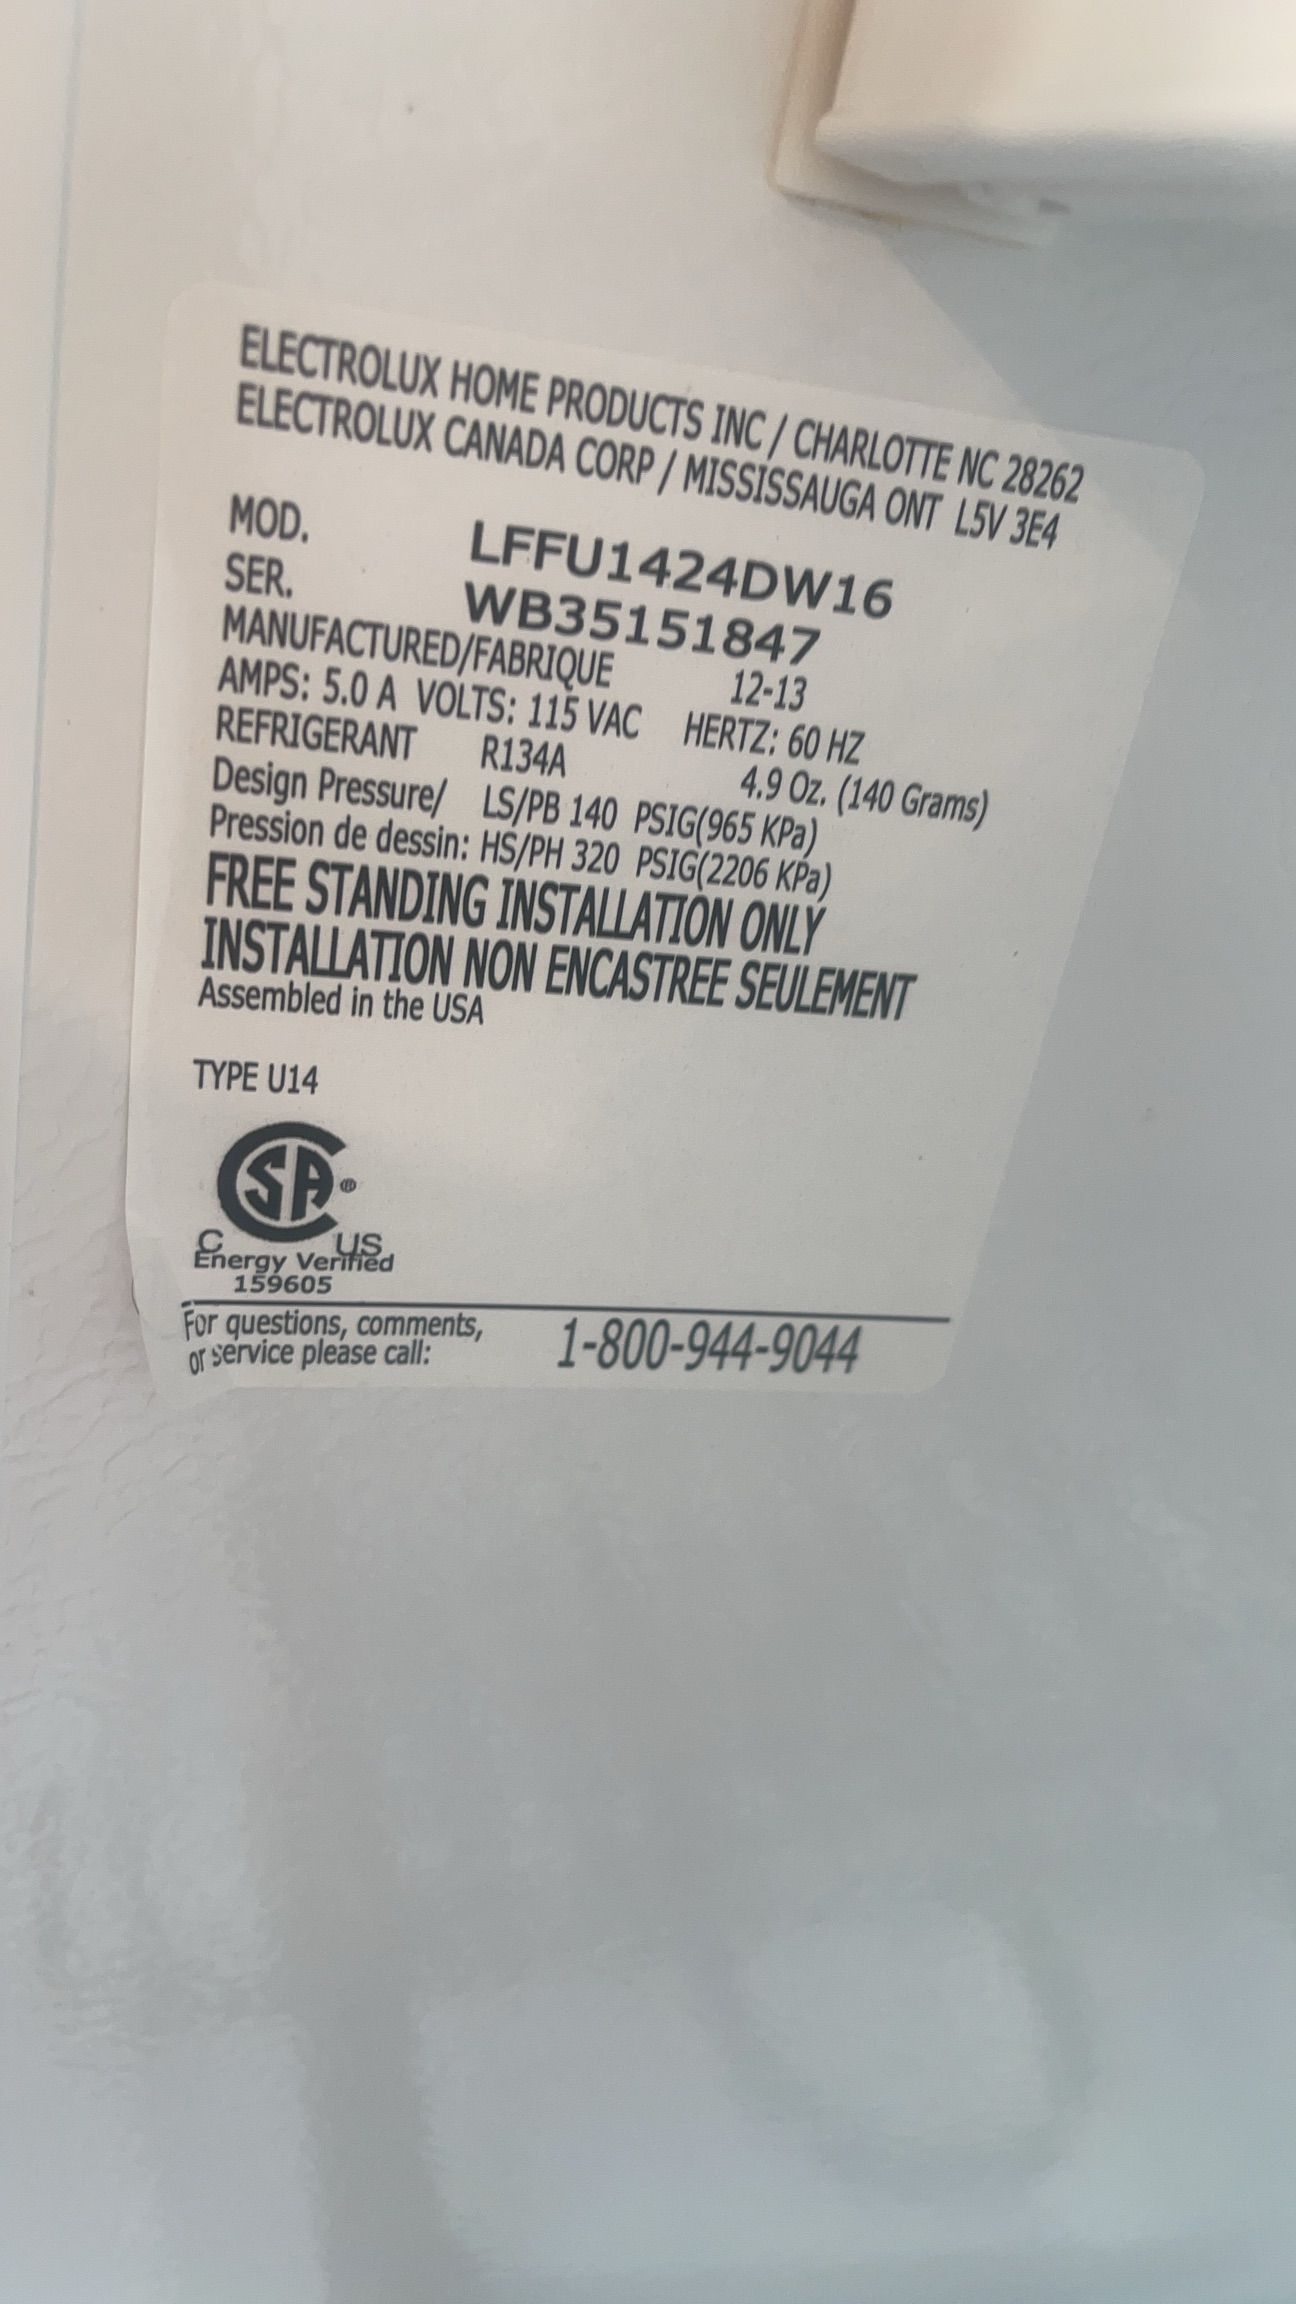 ELECTROLUX HOME PRODUCTS INC / CHARLOTTE NC 28262
ELECTROLUX CANADA CORP / MISSISSAUGA ONT L5V 3E4
MOD. LFFU1424DW16
SER. WB35151847
MANUFACTURED/FABRIQUE 12-13
AMPS: 5.0 A VOLTS: 115 VAC HERTZ: 60 HZ
REFRIGERANT R134A 4.9 Oz. (140 Grams)
Design Pressure/ LS/PB 140 PSIG(965 KPa)
Pression de dessin: HS/PH 320 PSIG(2206 KPa)
FREE STANDING INSTALLATION ONLY
INSTALLATION NON ENCASTREE SEULEMENT
Assembled in the USA
TYPE U14
CSA®
C US
Energy Verified
159605
For questions, comments,
or service please call: 1-800-944-9044